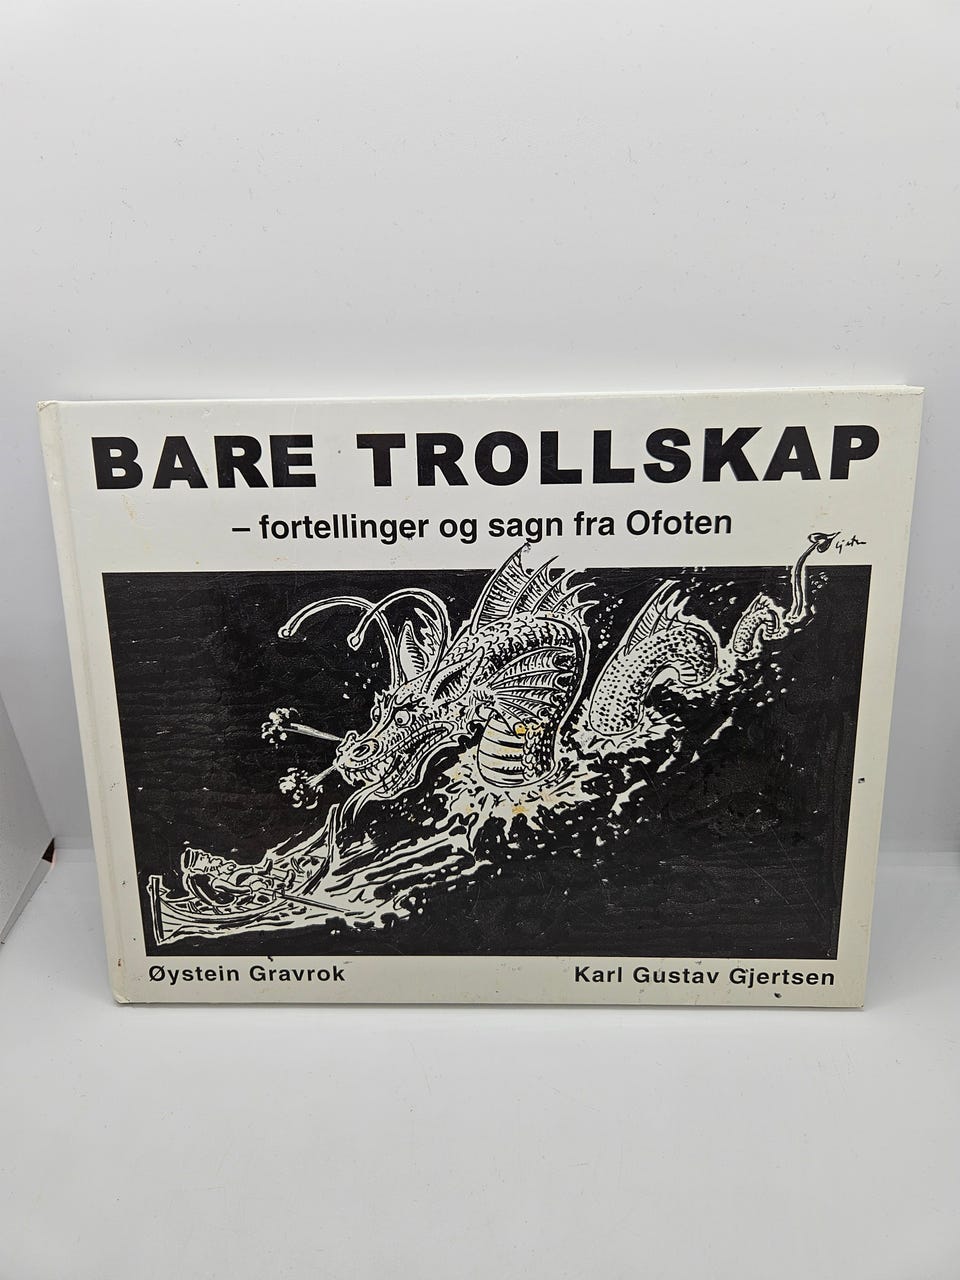 BARE TROLLSKAP
– fortellinger og sagn fra Ofoten
Øystein Gravrok
Karl Gustav Gjertsen